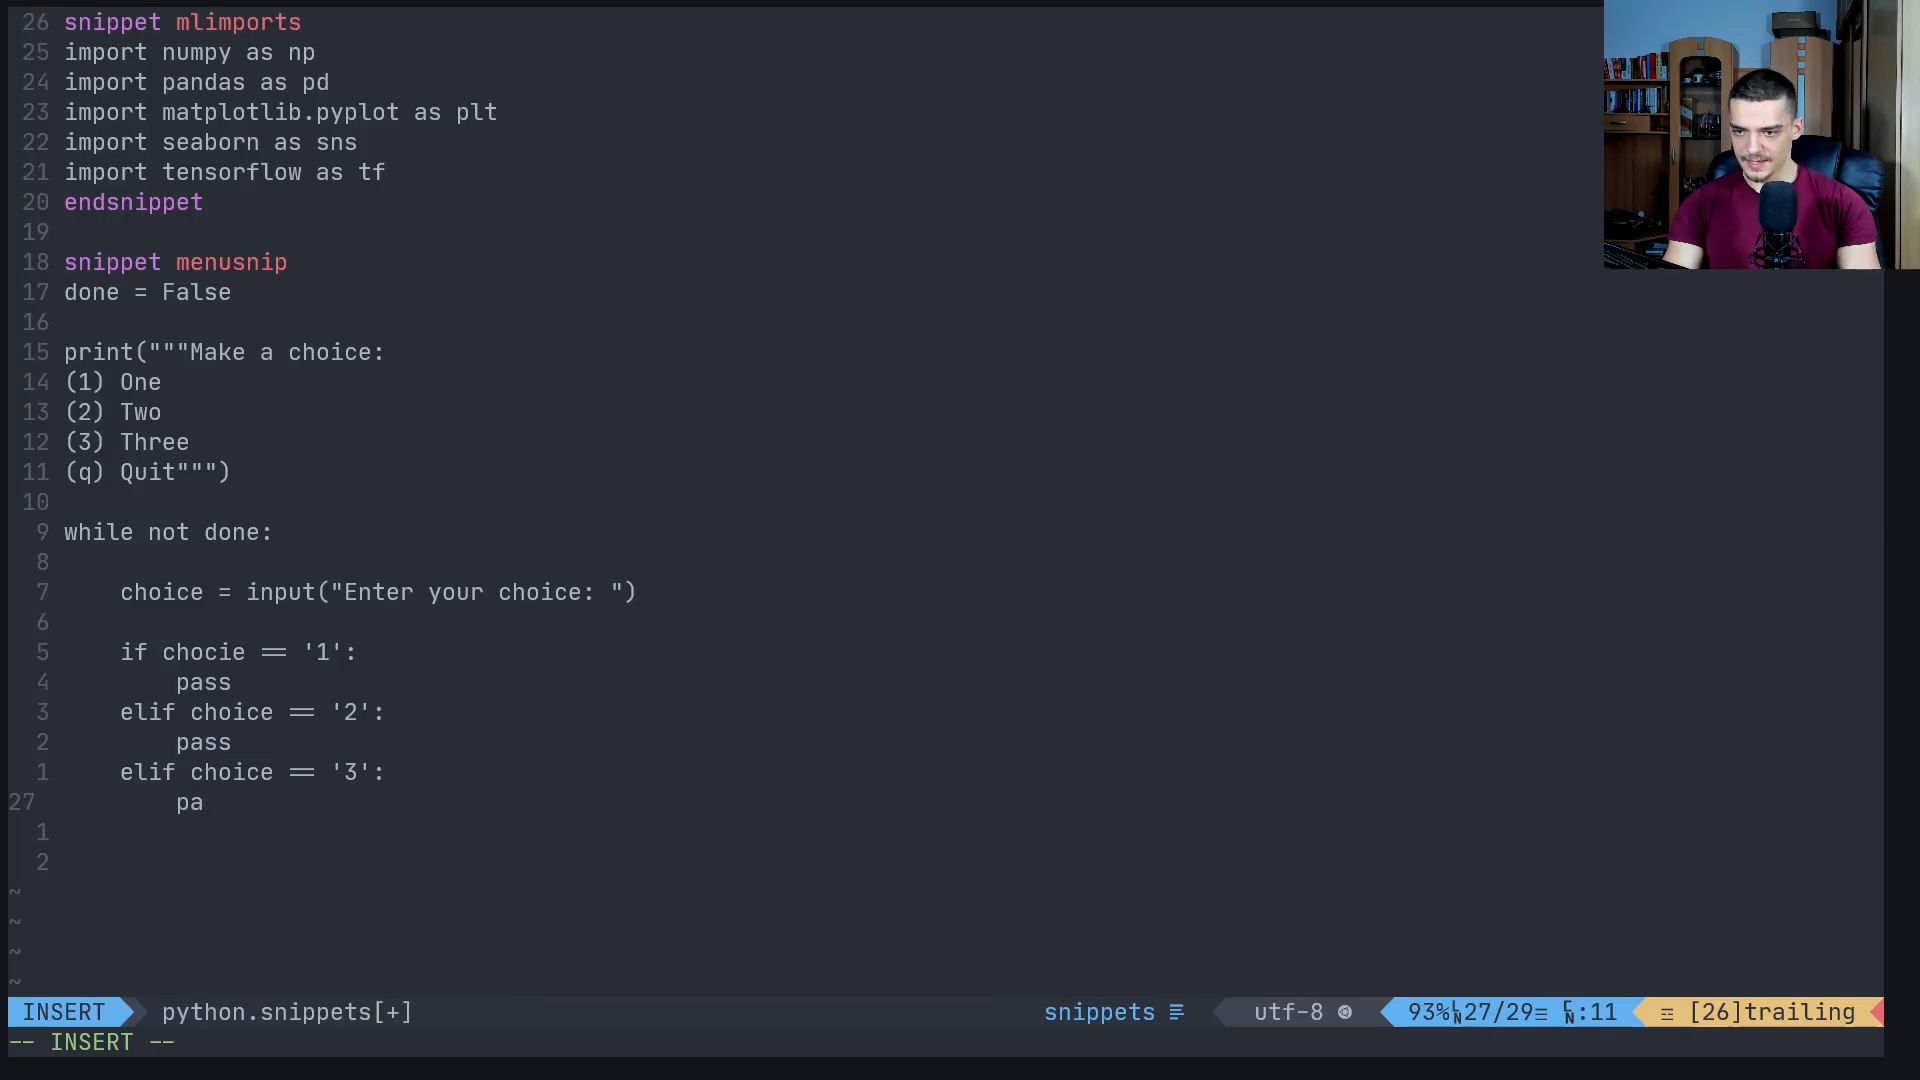 26 snippet mlimports
25 import numpy as np
24 import pandas as pd
23 import matplotlib.pyplot as plt
22 import seaborn as sns
21 import tensorflow as tf
20 endsnippet
19
18 snippet menusnip
17 done = False
16
15 print("""Make a choice:
14 (1) One
13 (2) Two
12 (3) Three
11 (q) Quit""")
10
9 while not done:
8
7     choice = input("Enter your choice: ")
6
5     if chocie == '1':
4         pass
3     elif choice == '2':
2         pass
1     elif choice == '3':
27         pa
1
2
~
~
~
~
INSERT python.snippets[+] snippets utf-8 93% 27/29 :11 [26]trailing
-- INSERT --